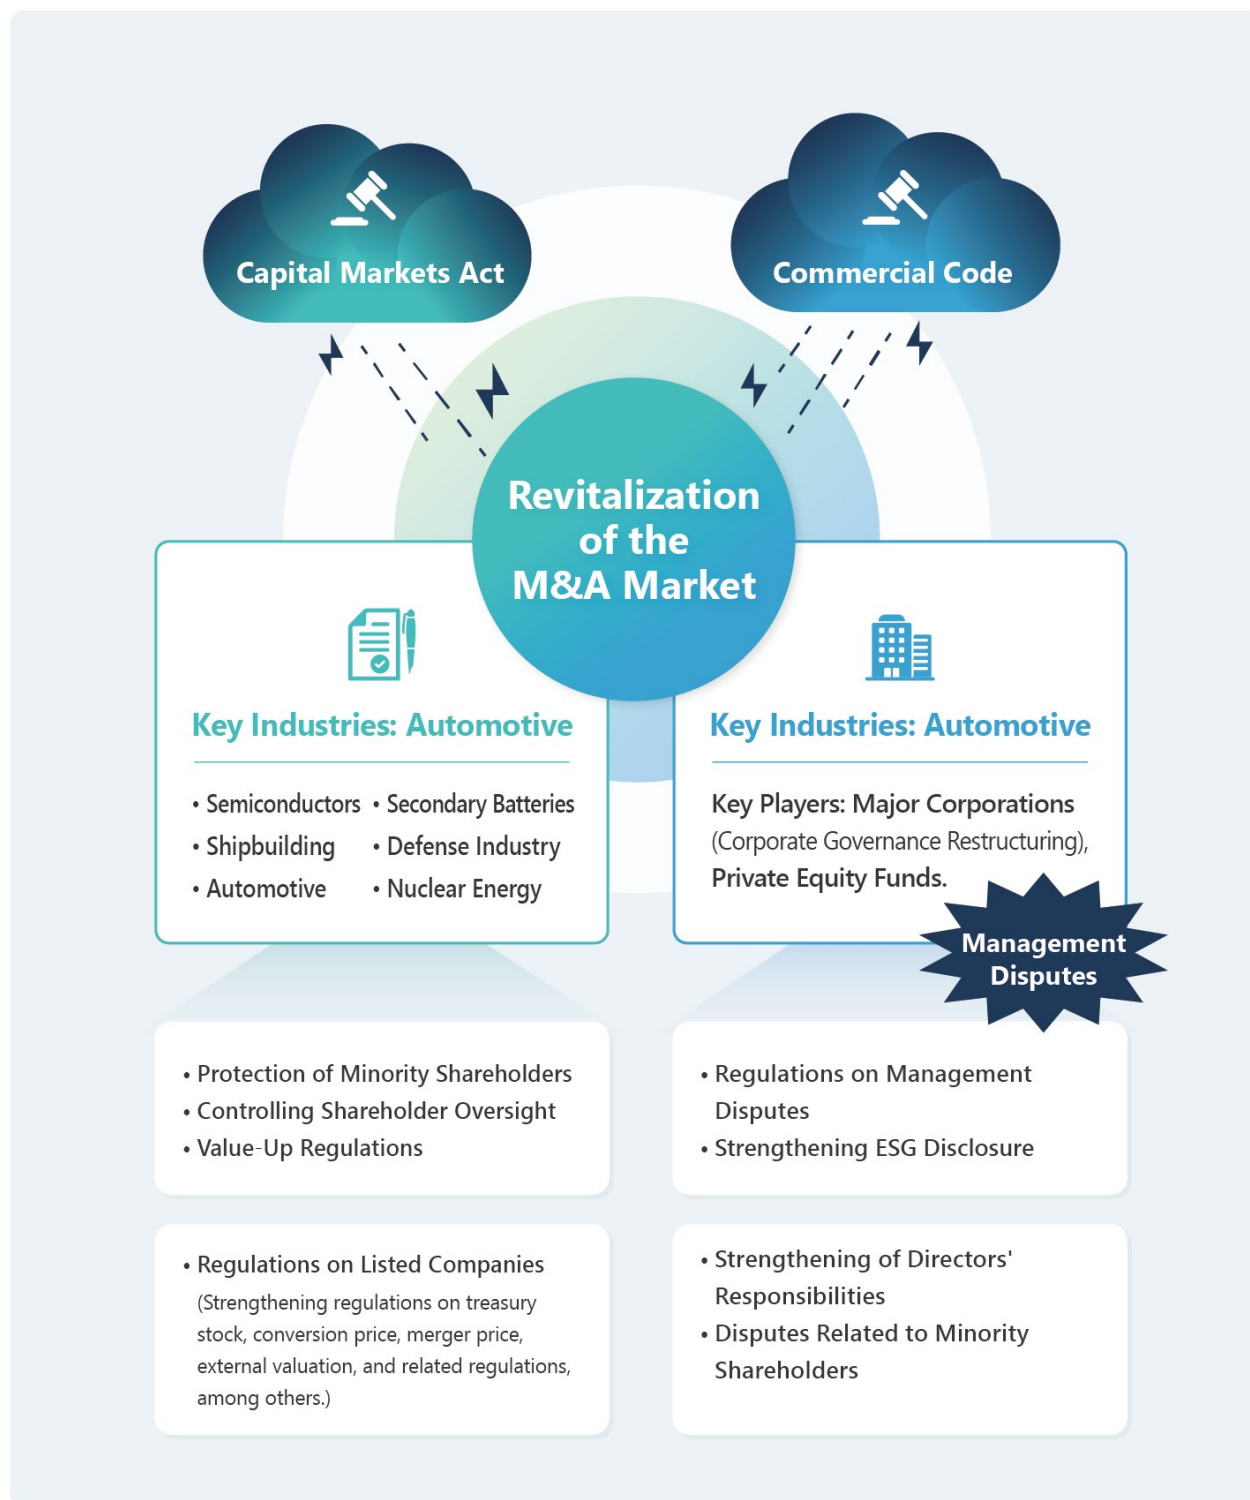 Capital Markets Act
Commercial Code
Revitalization
of the
M&A Market
Key Industries: Automotive
• Semiconductors • Secondary Batteries
• Shipbuilding • Defense Industry
• Automotive • Nuclear Energy
Key Industries: Automotive
Key Players: Major Corporations
(Corporate Governance Restructuring),
Private Equity Funds.
Management
Disputes
• Protection of Minority Shareholders
• Controlling Shareholder Oversight
• Value-Up Regulations
• Regulations on Management
Disputes
• Strengthening ESG Disclosure
• Regulations on Listed Companies
(Strengthening regulations on treasury
stock, conversion price, merger price,
external valuation, and related regulations,
among others.)
• Strengthening of Directors'
Responsibilities
• Disputes Related to Minority
Shareholders